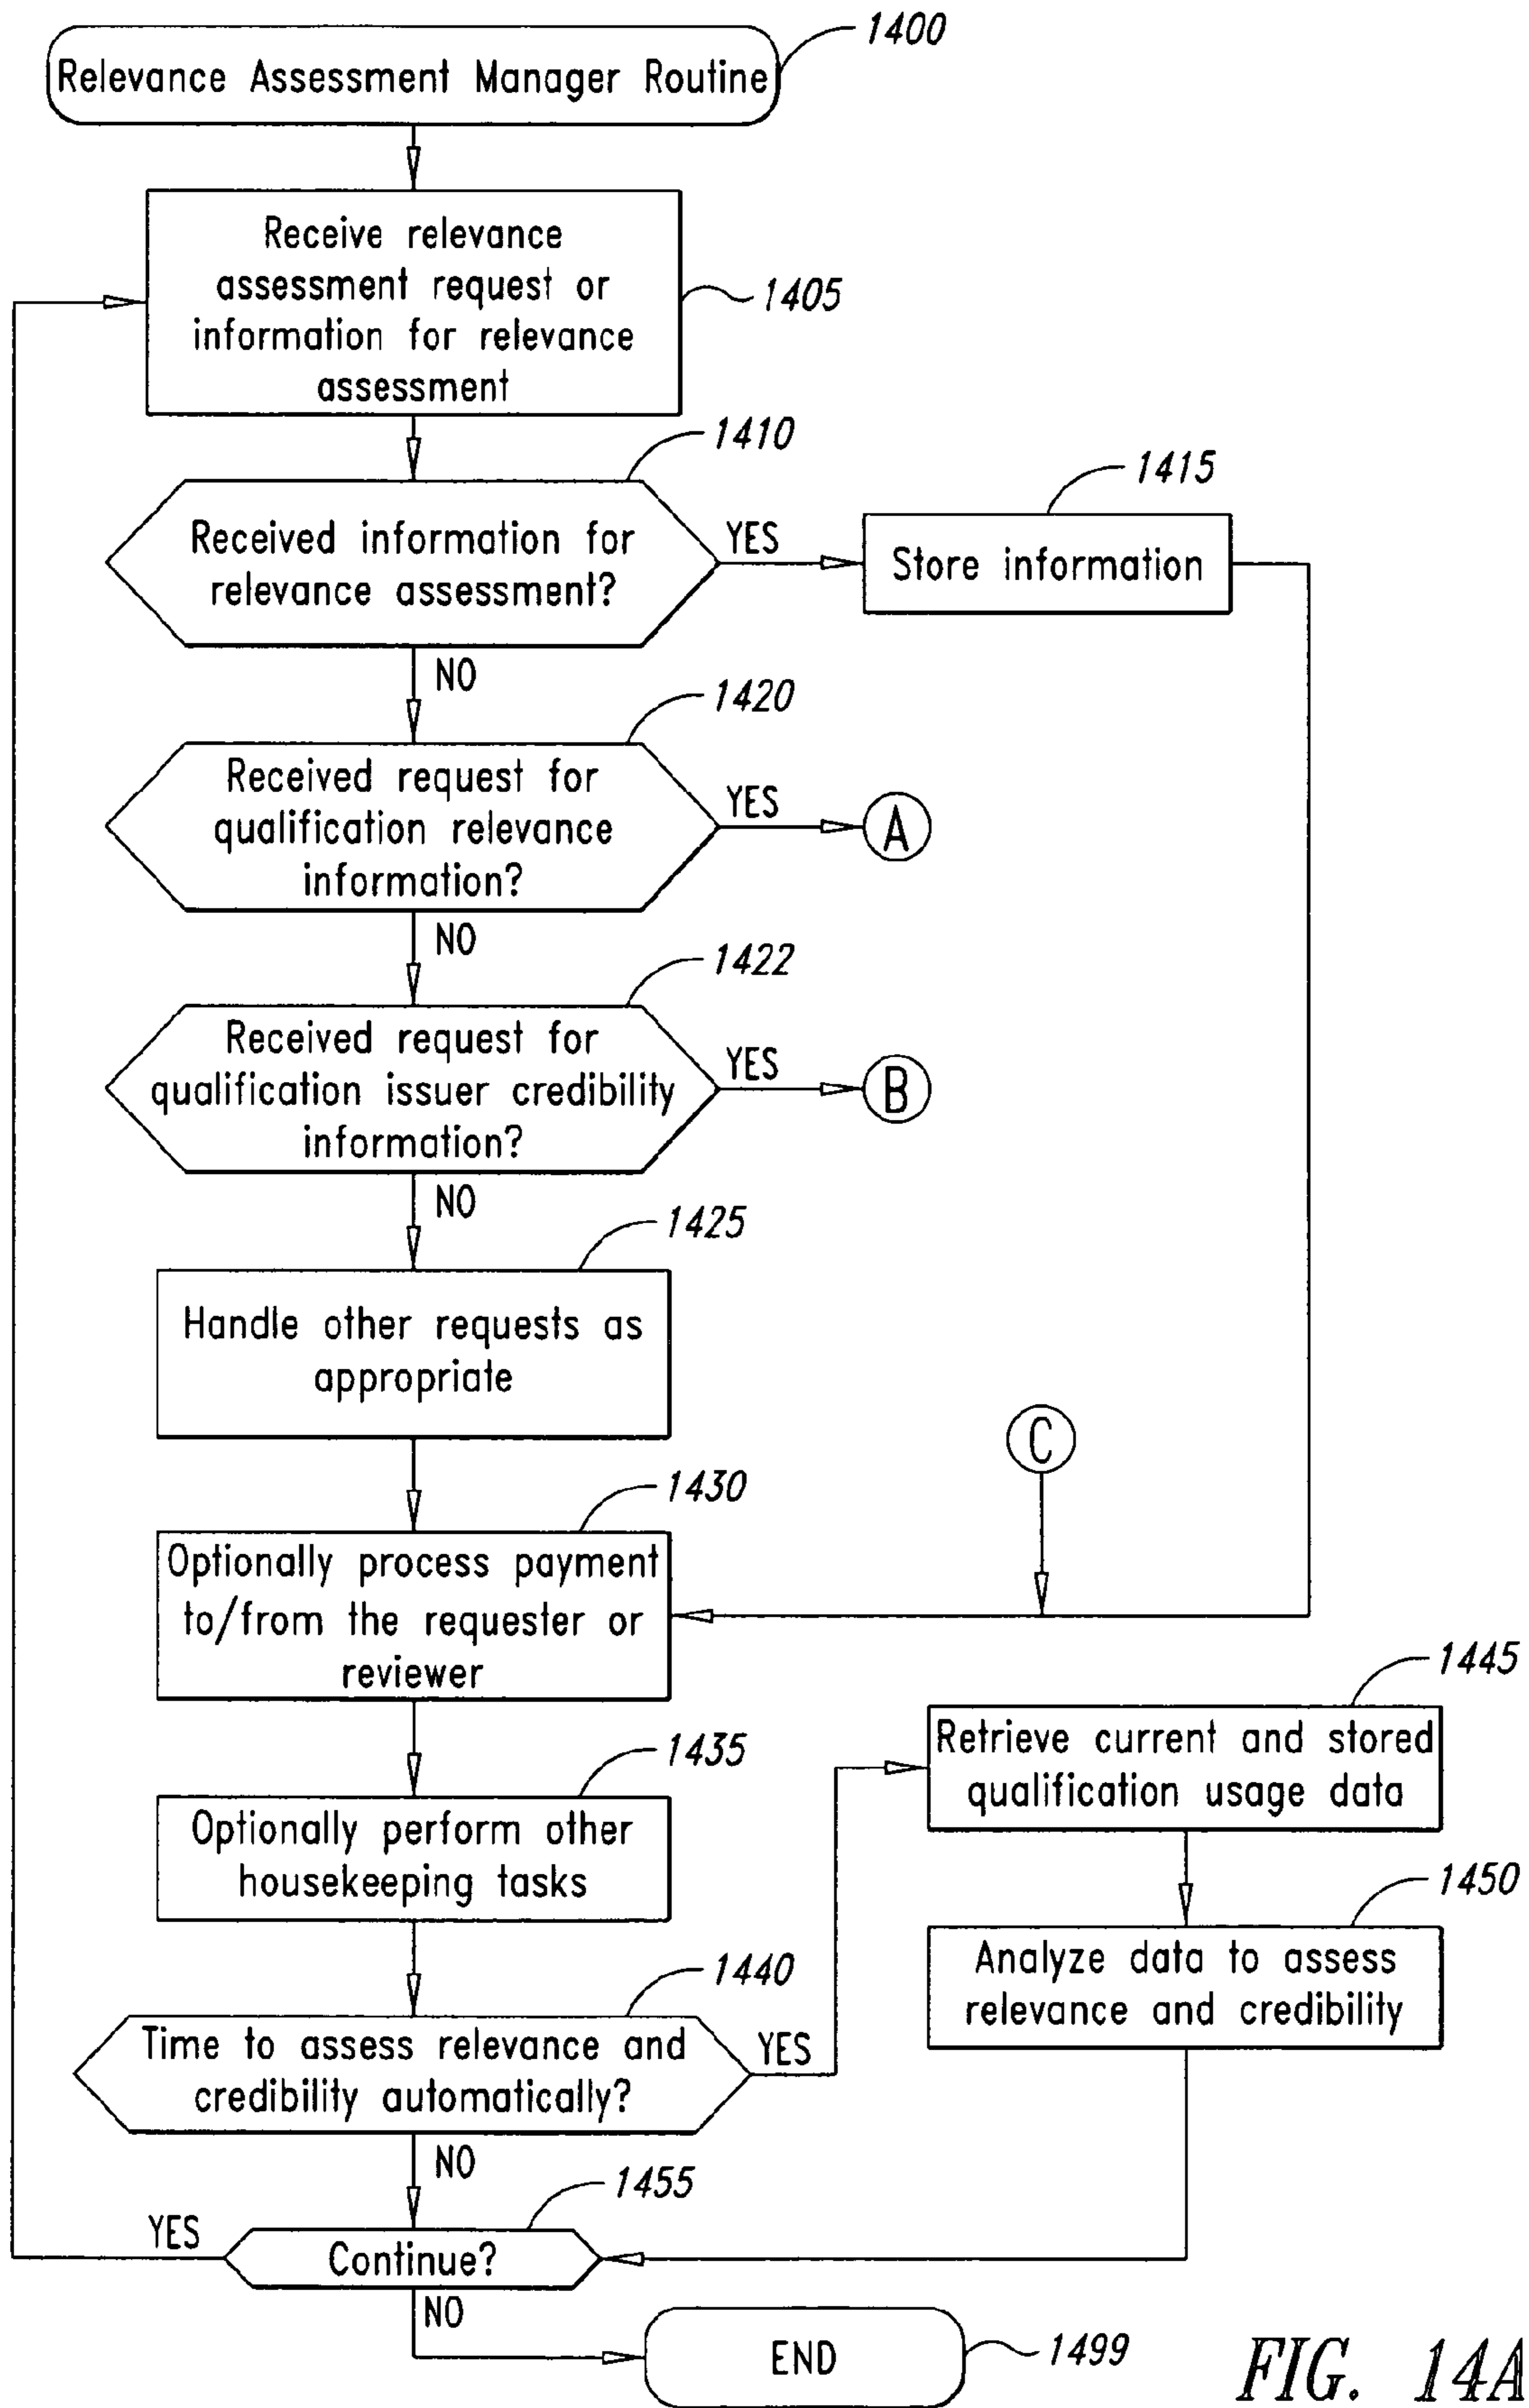 1400
Relevance Assessment Manager Routine
Receive relevance
assessment request or
information for relevance
assessment
1405
1410
Received information for
relevance assessment?
YES
NO
1415
Store information
1420
Received request for
qualification relevance
information?
YES
A
NO
1422
Received request for
qualification issuer credibility
information?
YES
B
NO
1425
Handle other requests as
appropriate
C
1430
Optionally process payment
to/from the requester or
reviewer
1435
Optionally perform other
housekeeping tasks
1440
Time to assess relevance and
credibility automatically?
YES
NO
1445
Retrieve current and stored
qualification usage data
1450
Analyze data to assess
relevance and credibility
1455
Continue?
YES
NO
END
1499
FIG. 14A